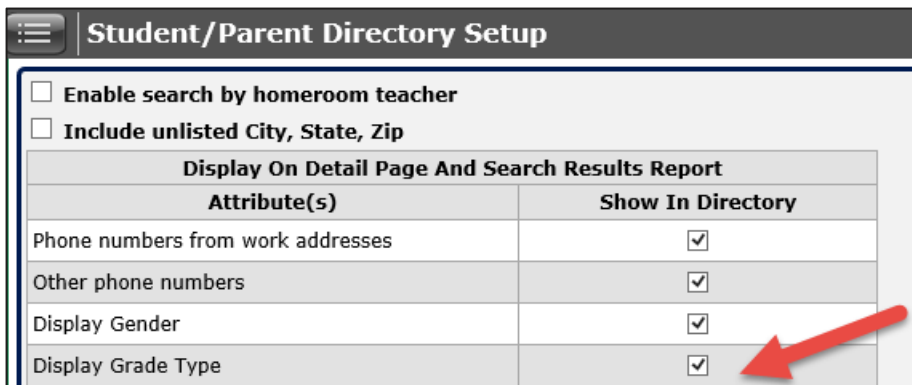 Student/Parent Directory Setup
Enable search by homeroom teacher
Include unlisted City, State, Zip
Display On Detail Page And Search Results Report
Attribute(s) Show In Directory
Phone numbers from work addresses
Other phone numbers
Display Gender
Display Grade Type